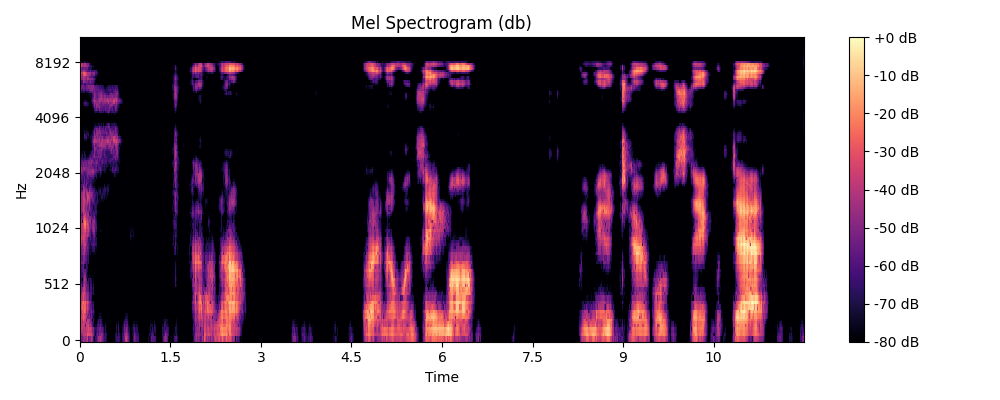 Mel Spectrogram (db)
Hz
8192
4096
2048
1024
512
0
0 1.5 3 4.5 6 7.5 9 10
Time
+0 dB
-10 dB
-20 dB
-30 dB
-40 dB
-50 dB
-60 dB
-70 dB
-80 dB